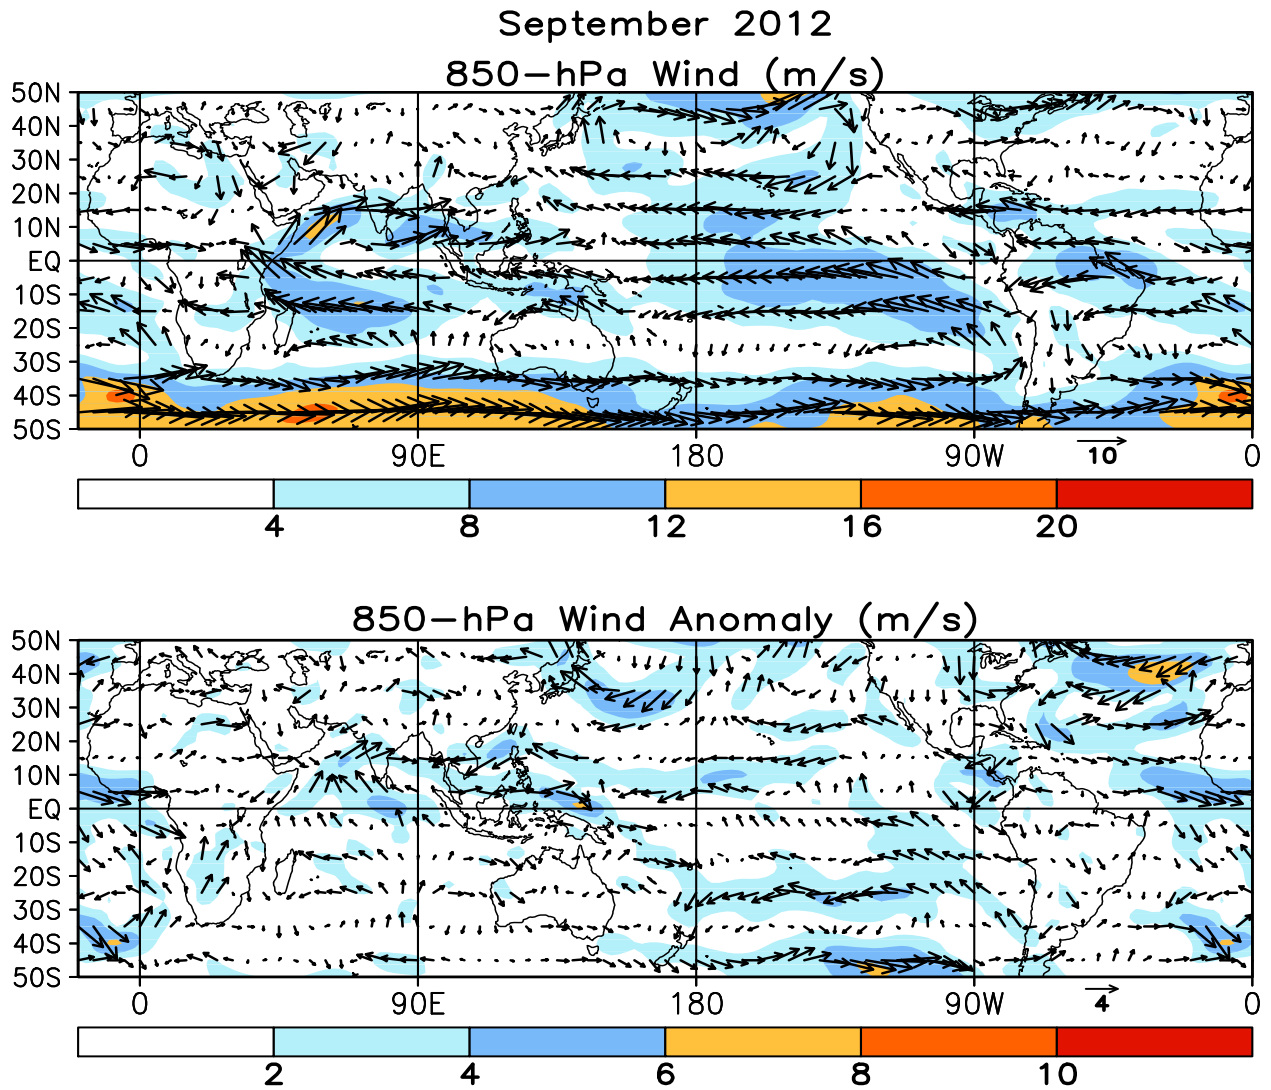 September 2012
850-hPa Wind (m/s)
50N
40N
30N
20N
10N
EQ
10S
20S
30S
40S
50S
0 90E 180 90W 0
10
4 8 12 16 20
850-hPa Wind Anomaly (m/s)
50N
40N
30N
20N
10N
EQ
10S
20S
30S
40S
50S
0 90E 180 90W 0
4
2 4 6 8 10